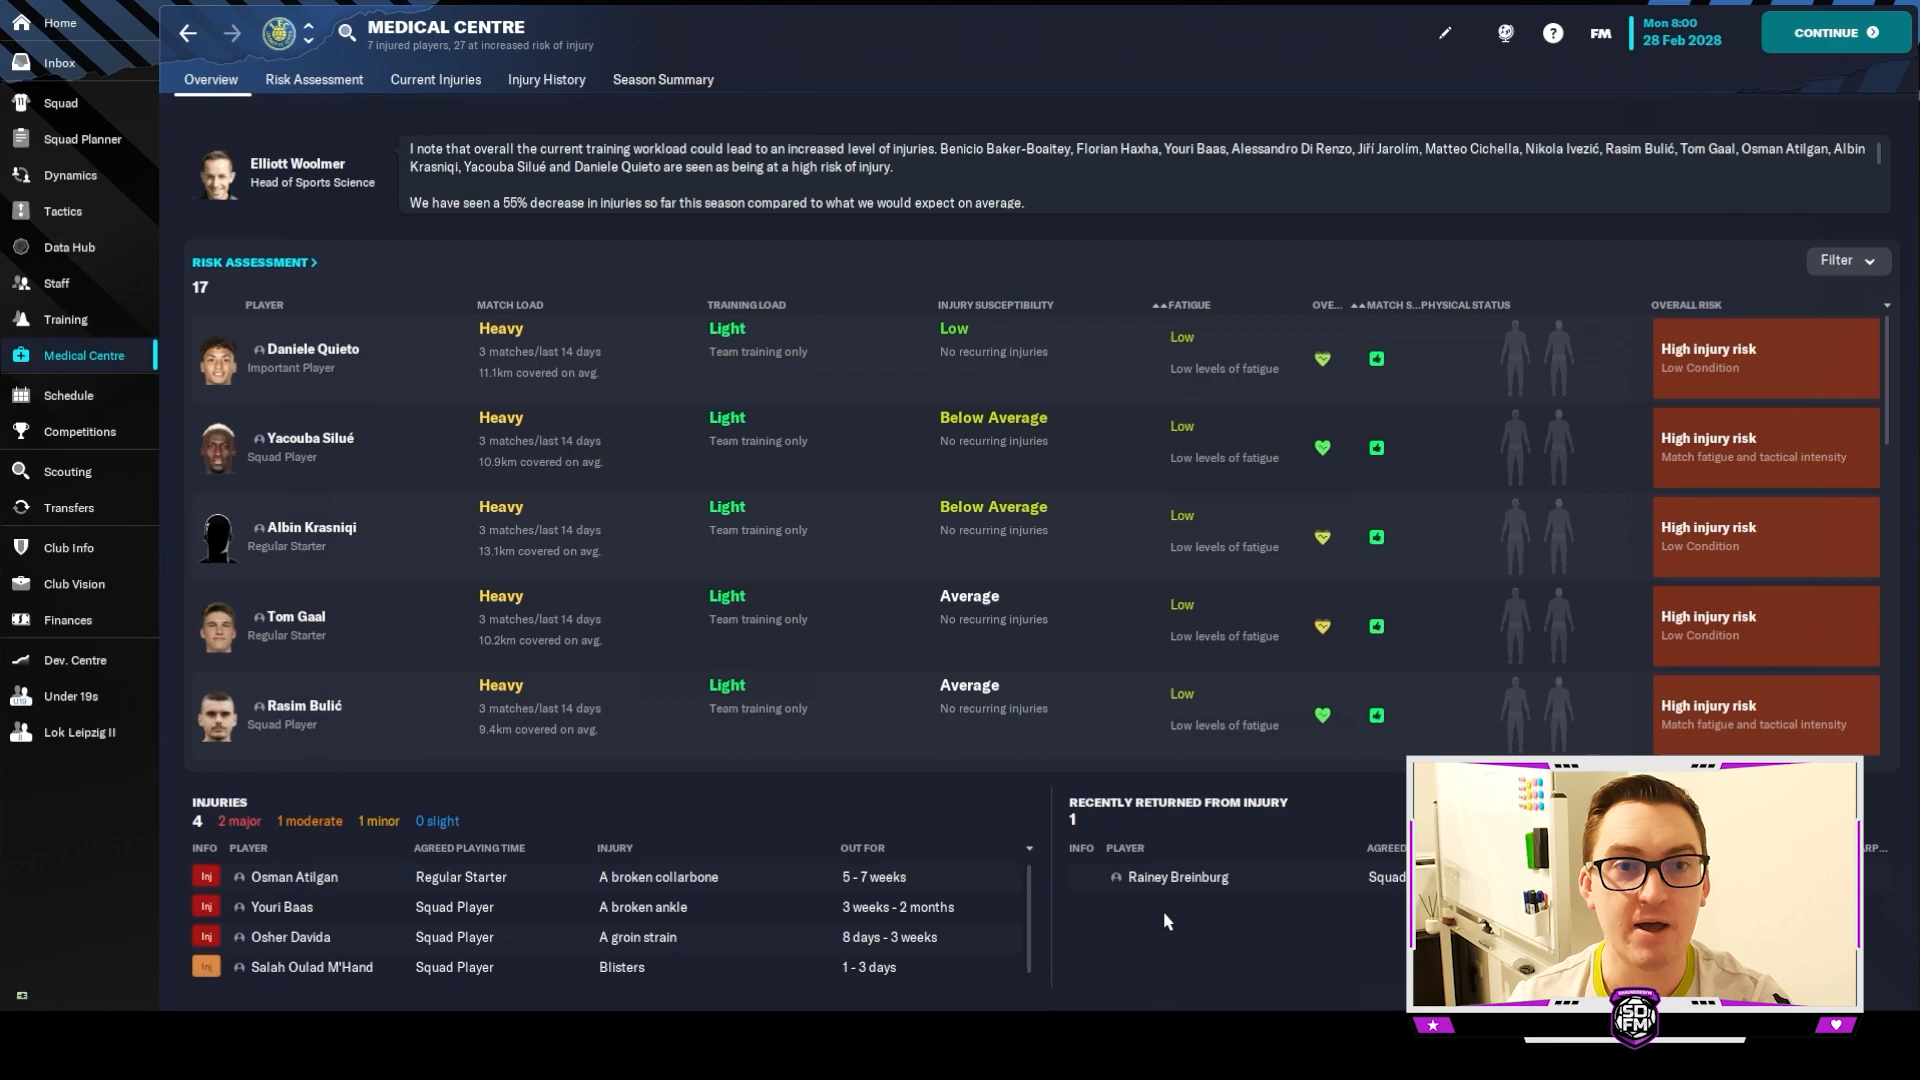 Home
Inbox
Squad
Squad Planner
Dynamics
Tactics
Data Hub
Staff
Training
Medical Centre
Schedule
Competitions
Scouting
Transfers
Club Info
Club Vision
Finances
Dev. Centre
Under 19s
Lok Leipzig II
MEDICAL CENTRE
7 injured players, 27 at increased risk of injury
FM
Mon 8:00
28 Feb 2028
CONTINUE
Overview Risk Assessment Current Injuries Injury History Season Summary
Elliott Woolmer
Head of Sports Science
I note that overall the current training workload could lead to an increased level of injuries. Benicio Baker-Boaitey, Florian Haxha, Youri Baas, Alessandro Di Renzo, Jiří Jarolím, Matteo Cichella, Nikola Ivezić, Rasim Bulić, Tom Gaal, Osman Atilgan, Albin
Krasniqi, Yacouba Silué and Daniele Quieto are seen as being at a high risk of injury.
We have seen a 55% decrease in injuries so far this season compared to what we would expect on average.
RISK ASSESSMENT >
17
Filter
PLAYER MATCH LOAD TRAINING LOAD INJURY SUSCEPTIBILITY FATIGUE OVE... MATCH S... PHYSICAL STATUS OVERALL RISK
Daniele Quieto
Important Player
Heavy
3 matches/last 14 days
11.1km covered on avg.
Light
Team training only
Low
No recurring injuries
Low
Low levels of fatigue
High injury risk
Low Condition
Yacouba Silué
Squad Player
Heavy
3 matches/last 14 days
10.9km covered on avg.
Light
Team training only
Below Average
No recurring injuries
Low
Low levels of fatigue
High injury risk
Match fatigue and tactical intensity
Albin Krasniqi
Regular Starter
Heavy
3 matches/last 14 days
13.1km covered on avg.
Light
Team training only
Below Average
No recurring injuries
Low
Low levels of fatigue
High injury risk
Low Condition
Tom Gaal
Regular Starter
Heavy
3 matches/last 14 days
10.2km covered on avg.
Light
Team training only
Average
No recurring injuries
Low
Low levels of fatigue
High injury risk
Low Condition
Rasim Bulić
Squad Player
Heavy
3 matches/last 14 days
9.4km covered on avg.
Light
Team training only
Average
No recurring injuries
Low
Low levels of fatigue
High injury risk
Match fatigue and tactical intensity
INJURIES
4 2 major 1 moderate 1 minor 0 slight
INFO PLAYER AGREED PLAYING TIME INJURY OUT FOR
Inj Osman Atilgan Regular Starter A broken collarbone 5 - 7 weeks
Inj Youri Baas Squad Player A broken ankle 3 weeks - 2 months
Inj Osher Davida Squad Player A groin strain 8 days - 3 weeks
Inj Salah Oulad M'Hand Squad Player Blisters 1 - 3 days
RECENTLY RETURNED FROM INJURY
1
INFO PLAYER AGREED ARP...
Rainey Breinburg Squad
SD
FM